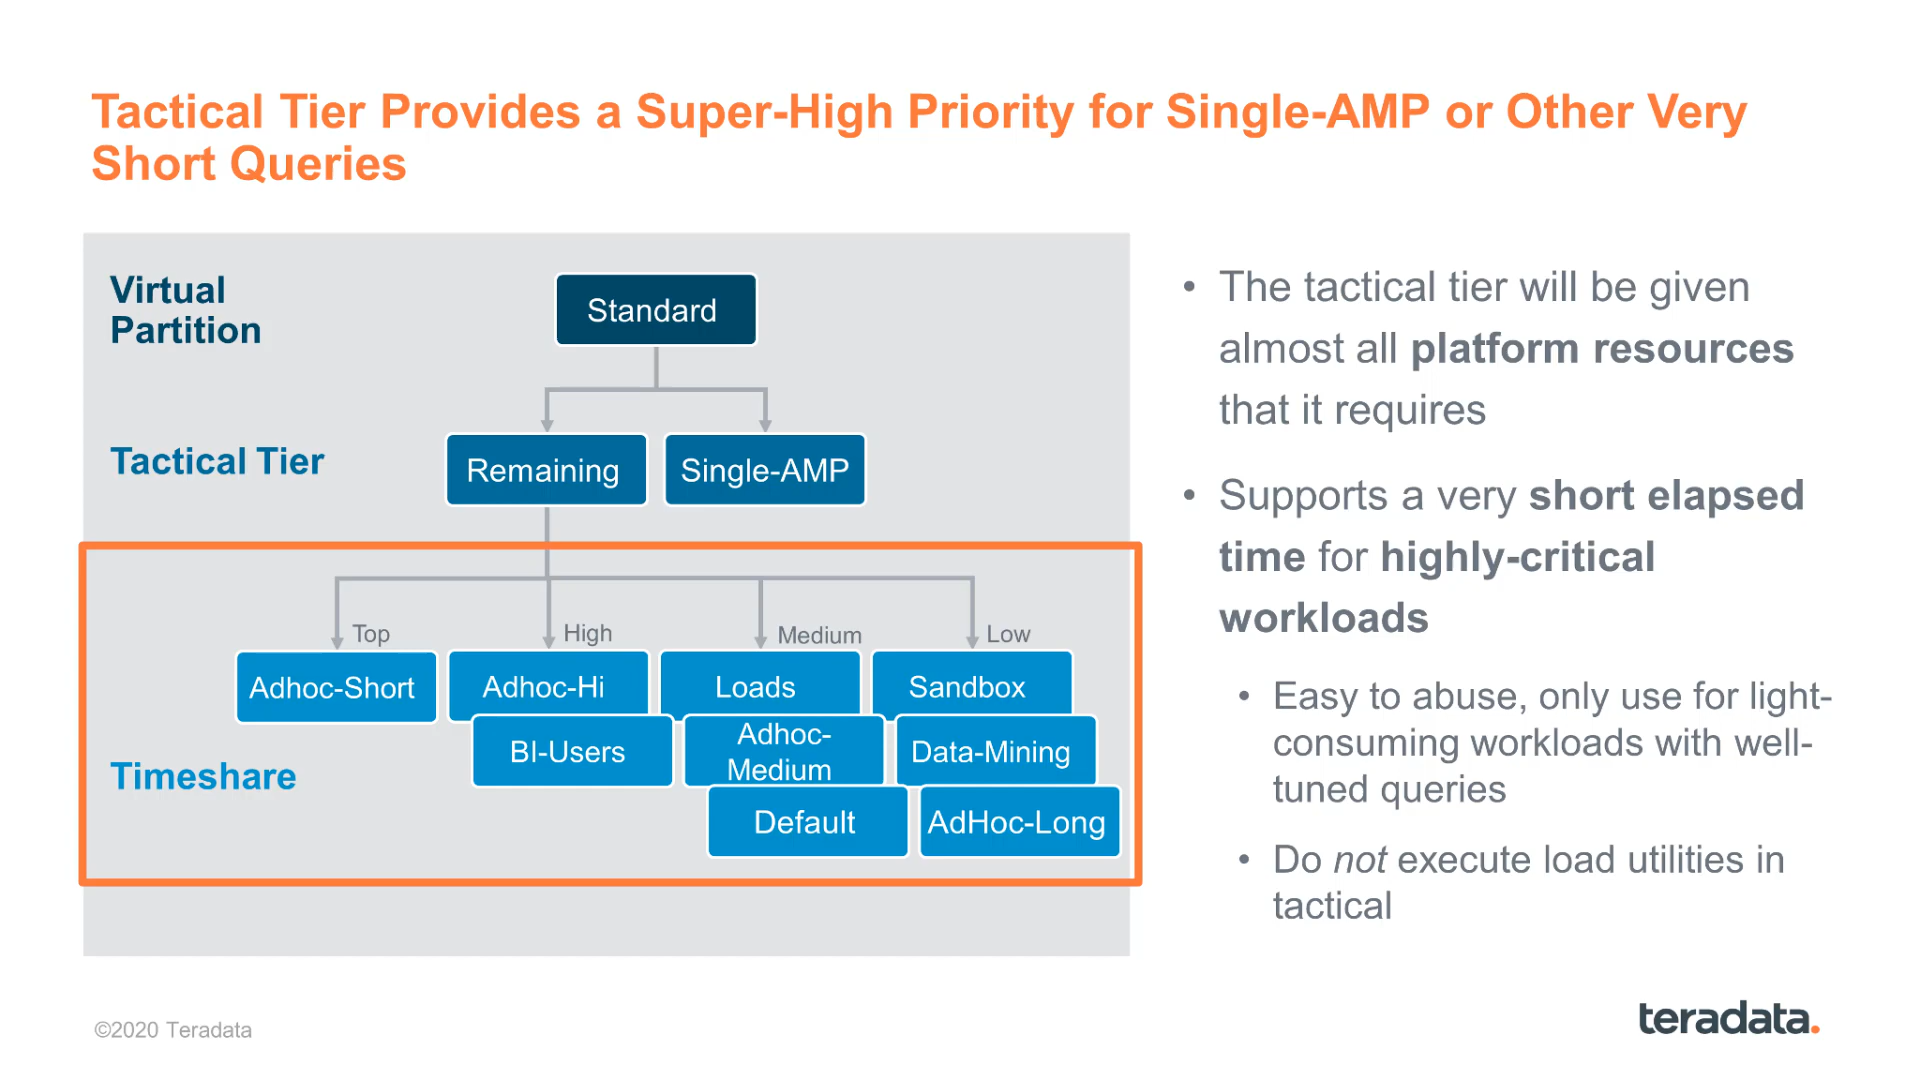 Tactical Tier Provides a Super-High Priority for Single-AMP or Other Very
Short Queries
Virtual
Partition
Standard
Tactical Tier
Remaining
Single-AMP
Top
High
Medium
Low
Adhoc-Short
Adhoc-Hi
Loads
Sandbox
BI-Users
Adhoc-
Medium
Data-Mining
Timeshare
Default
AdHoc-Long
• The tactical tier will be given
almost all platform resources
that it requires
• Supports a very short elapsed
time for highly-critical
workloads
• Easy to abuse, only use for light-
consuming workloads with well-
tuned queries
• Do not execute load utilities in
tactical
©2020 Teradata
teradata.